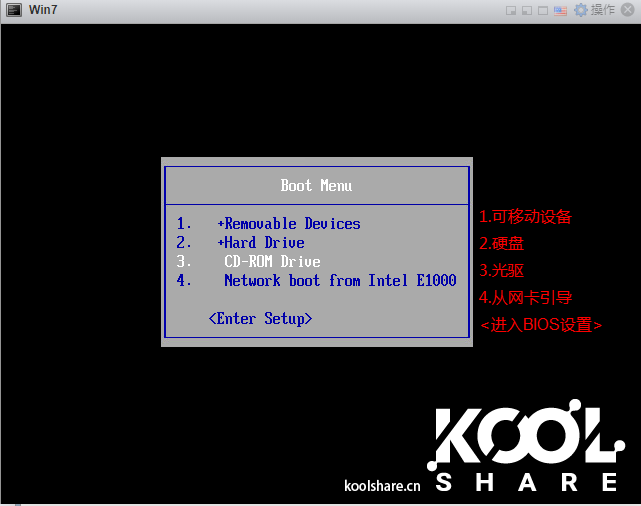 Win7
操作
Boot Menu
1. +Removable Devices
2. +Hard Drive
3. CD-ROM Drive
4. Network boot from Intel E1000
<Enter Setup>
1.可移动设备
2.硬盘
3.光驱
4.从网卡引导
<进入BIOS设置>
KOOL
koolshare.cn SHARE